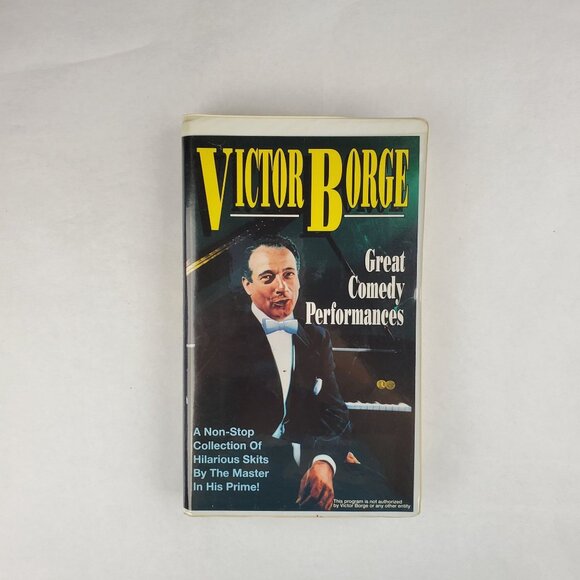 VICTOR BORGE
Great
Comedy
Performances
A Non-Stop
Collection Of
Hilarious Skits
By The Master
In His Prime!
This program is not authorized
by Victor Borge or any other entity